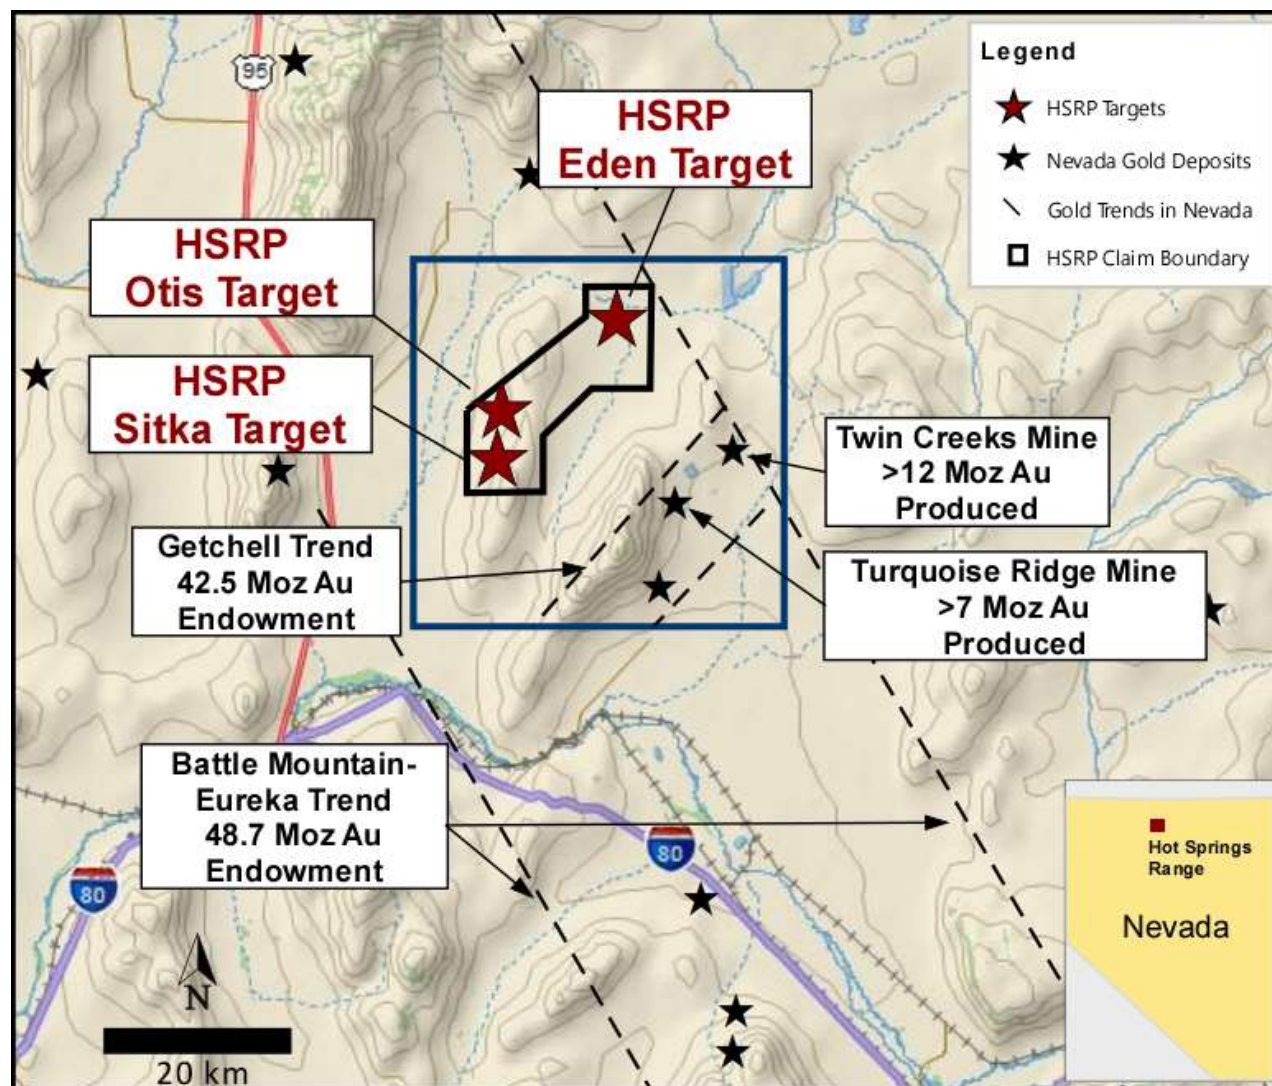 95
Legend
HSRP Targets
Nevada Gold Deposits
Gold Trends in Nevada
HSRP Claim Boundary
HSRP
Eden Target
HSRP
Otis Target
HSRP
Sitka Target
Twin Creeks Mine
>12 Moz Au
Produced
Getchell Trend
42.5 Moz Au
Endowment
Turquoise Ridge Mine
>7 Moz Au
Produced
Battle Mountain-
Eureka Trend
48.7 Moz Au
Endowment
80
80
Hot Springs
Range
Nevada
N
20 km